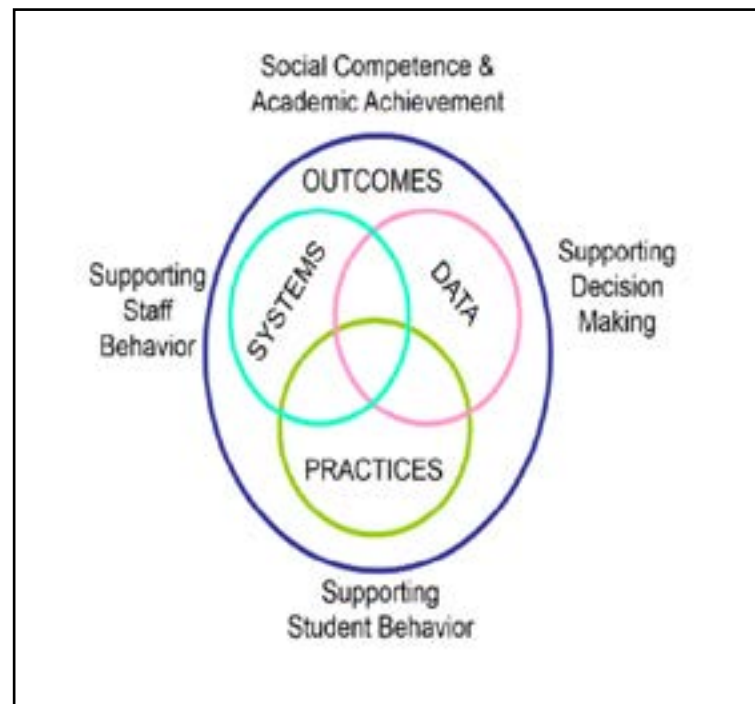 Social Competence &
Academic Achievement
OUTCOMES
Supporting
Staff
Behavior
SYSTEMS
DATA
Supporting
Decision
Making
PRACTICES
Supporting
Student Behavior